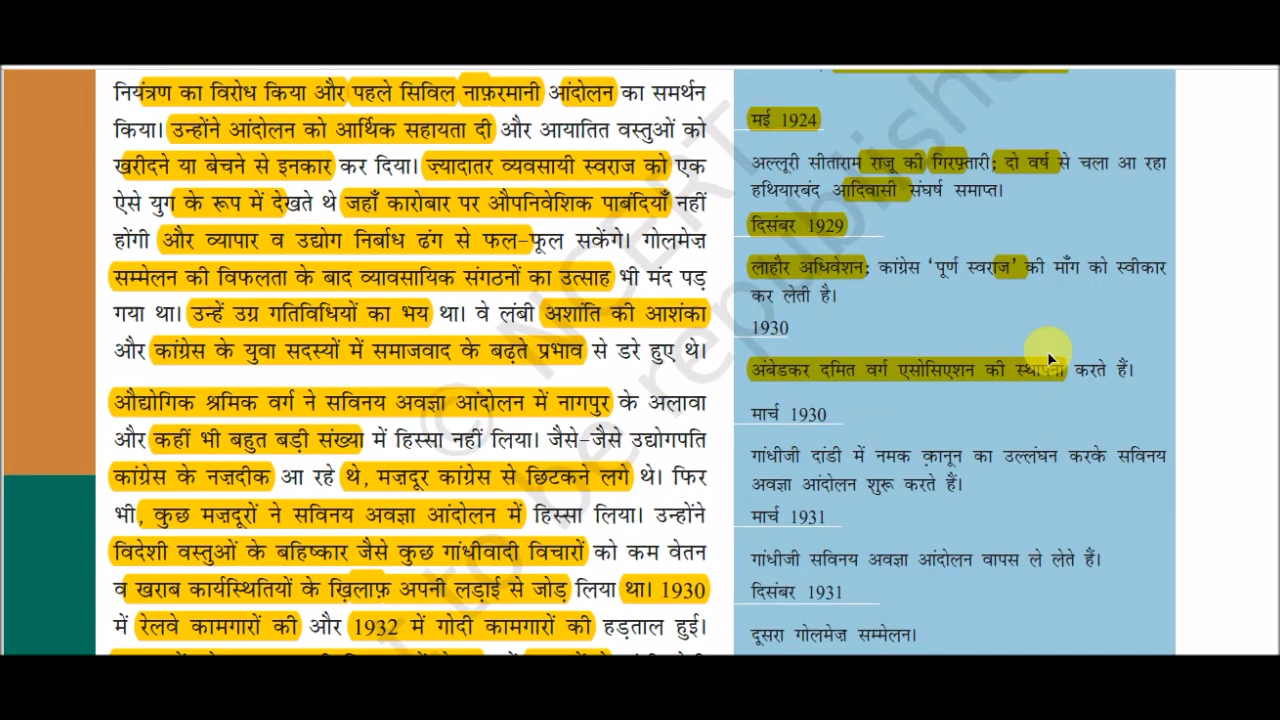 नियंत्रण का विरोध किया और पहले सिविल नाफ़रमानी आंदोलन का समर्थन
किया। उन्होंने आंदोलन को आर्थिक सहायता दी और आयातित वस्तुओं को
खरीदने या बेचने से इनकार कर दिया। ज़्यादातर व्यवसायी स्वराज को एक
ऐसे युग के रूप में देखते थे जहाँ कारोबार पर औपनिवेशिक पाबंदियाँ नहीं
होंगी और व्यापार व उद्योग निर्बाध ढंग से फल-फूल सकेंगे। गोलमेज़
सम्मेलन की विफलता के बाद व्यावसायिक संगठनों का उत्साह भी मंद पड़
गया था। उन्हें उग्र गतिविधियों का भय था। वे लंबी अशांति की आशंका
और कांग्रेस के युवा सदस्यों में समाजवाद के बढ़ते प्रभाव से डरे हुए थे।
औद्योगिक श्रमिक वर्ग ने सविनय अवज्ञा आंदोलन में नागपुर के अलावा
और कहीं भी बहुत बड़ी संख्या में हिस्सा नहीं लिया। जैसे-जैसे उद्योगपति
कांग्रेस के नज़दीक आ रहे थे, मज़दूर कांग्रेस से छिटकने लगे थे। फिर
भी, कुछ मज़दूरों ने सविनय अवज्ञा आंदोलन में हिस्सा लिया। उन्होंने
विदेशी वस्तुओं के बहिष्कार जैसे कुछ गांधीवादी विचारों को कम वेतन
व खराब कार्यस्थितियों के ख़िलाफ़ अपनी लड़ाई से जोड़ लिया था। 1930
में रेलवे कामगारों की और 1932 में गोदी कामगारों की हड़ताल हुई।
मई 1924
अल्लूरी सीताराम राजू की गिरफ़्तारी; दो वर्ष से चला आ रहा
हथियारबंद आदिवासी संघर्ष समाप्त।
दिसंबर 1929
लाहौर अधिवेशन; कांग्रेस 'पूर्ण स्वराज' की माँग को स्वीकार
कर लेती है।
1930
अंबेडकर दमित वर्ग एसोसिएशन की स्थापना करते हैं।
मार्च 1930
गांधीजी दांडी में नमक क़ानून का उल्लंघन करके सविनय
अवज्ञा आंदोलन शुरू करते हैं।
मार्च 1931
गांधीजी सविनय अवज्ञा आंदोलन वापस ले लेते हैं।
दिसंबर 1931
दूसरा गोलमेज़ सम्मेलन।
© NCERT
to be republished